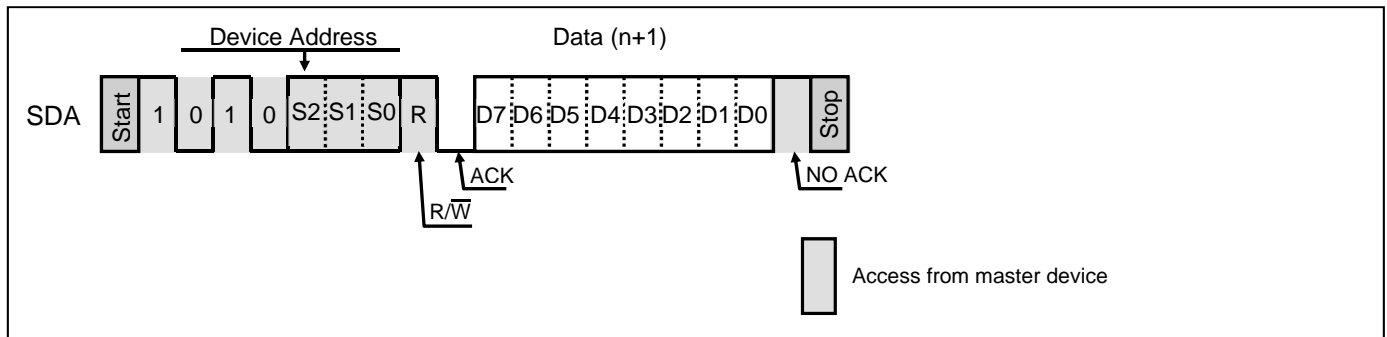 Device Address Data (n+1)
SDA Start 1 0 1 0 S2 S1 S0 R D7 D6 D5 D4 D3 D2 D1 D0 Stop
ACK NO ACK
R/W̅
Access from master device